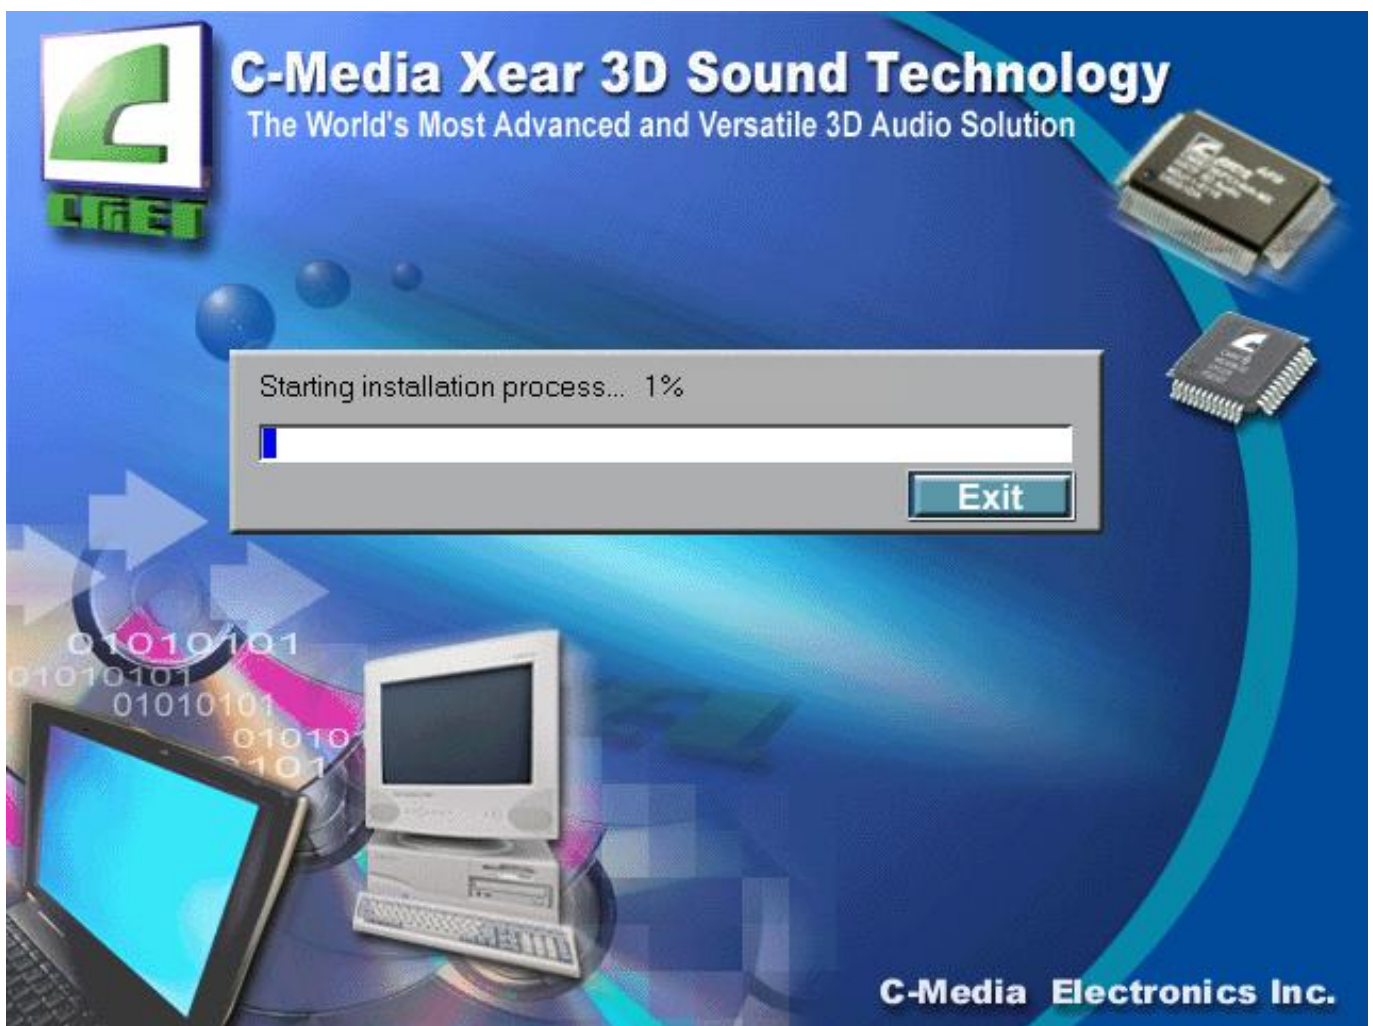 C-Media Xear 3D Sound Technology
The World's Most Advanced and Versatile 3D Audio Solution
Starting installation process... 1%
Exit
01010101
01010101
01010101
01010
0101
C-Media Electronics Inc.